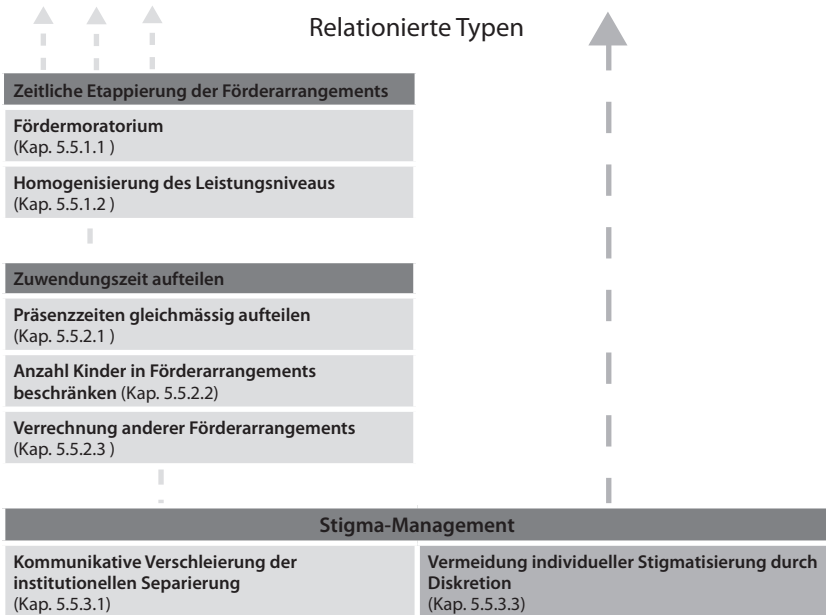 Relationierte Typen
Zeitliche Etappierung der Förderarrangements
Fördermoratorium
(Kap. 5.5.1.1 )
Homogenisierung des Leistungsniveaus
(Kap. 5.5.1.2 )
Zuwendungszeit aufteilen
Präsenzzeiten gleichmässig aufteilen
(Kap. 5.5.2.1 )
Anzahl Kinder in Förderarrangements
beschränken (Kap. 5.5.2.2)
Verrechnung anderer Förderarrangements
(Kap. 5.5.2.3 )
Stigma-Management
Kommunikative Verschleierung der
institutionellen Separierung
(Kap. 5.5.3.1)
Vermeidung individueller Stigmatisierung durch
Diskretion
(Kap. 5.5.3.3)